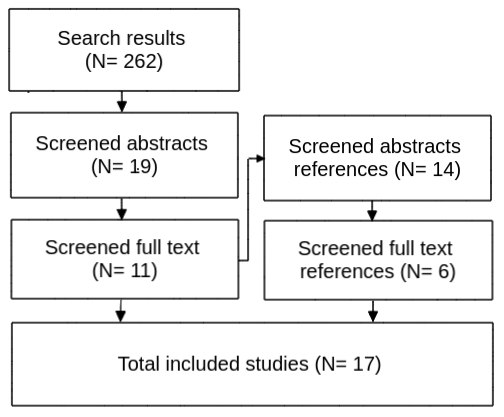 Search results
(N= 262)
Screened abstracts
(N= 19)
Screened full text
(N= 11)
Screened abstracts
references (N= 14)
Screened full text
references (N= 6)
Total included studies (N= 17)